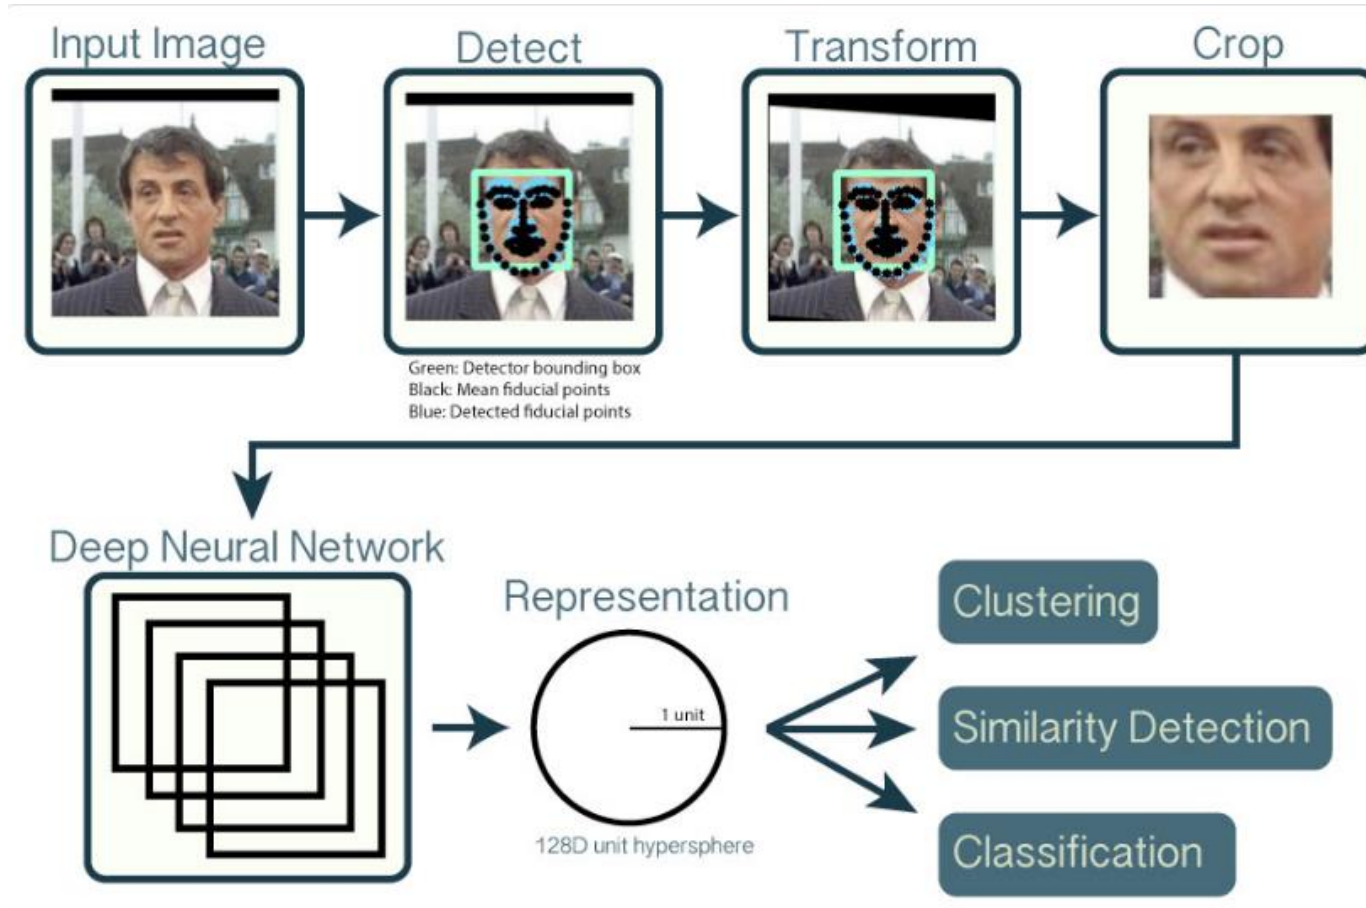 Input Image
Detect
Transform
Crop
Green: Detector bounding box
Black: Mean fiducial points
Blue: Detected fiducial points
Deep Neural Network
Representation
1 unit
128D unit hypersphere
Clustering
Similarity Detection
Classification